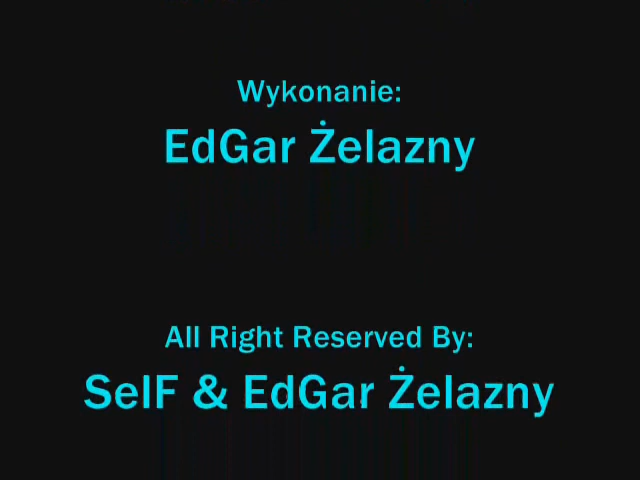 Wykonanie:
EdGar Żelazny
All Right Reserved By:
SelF & EdGar Żelazny